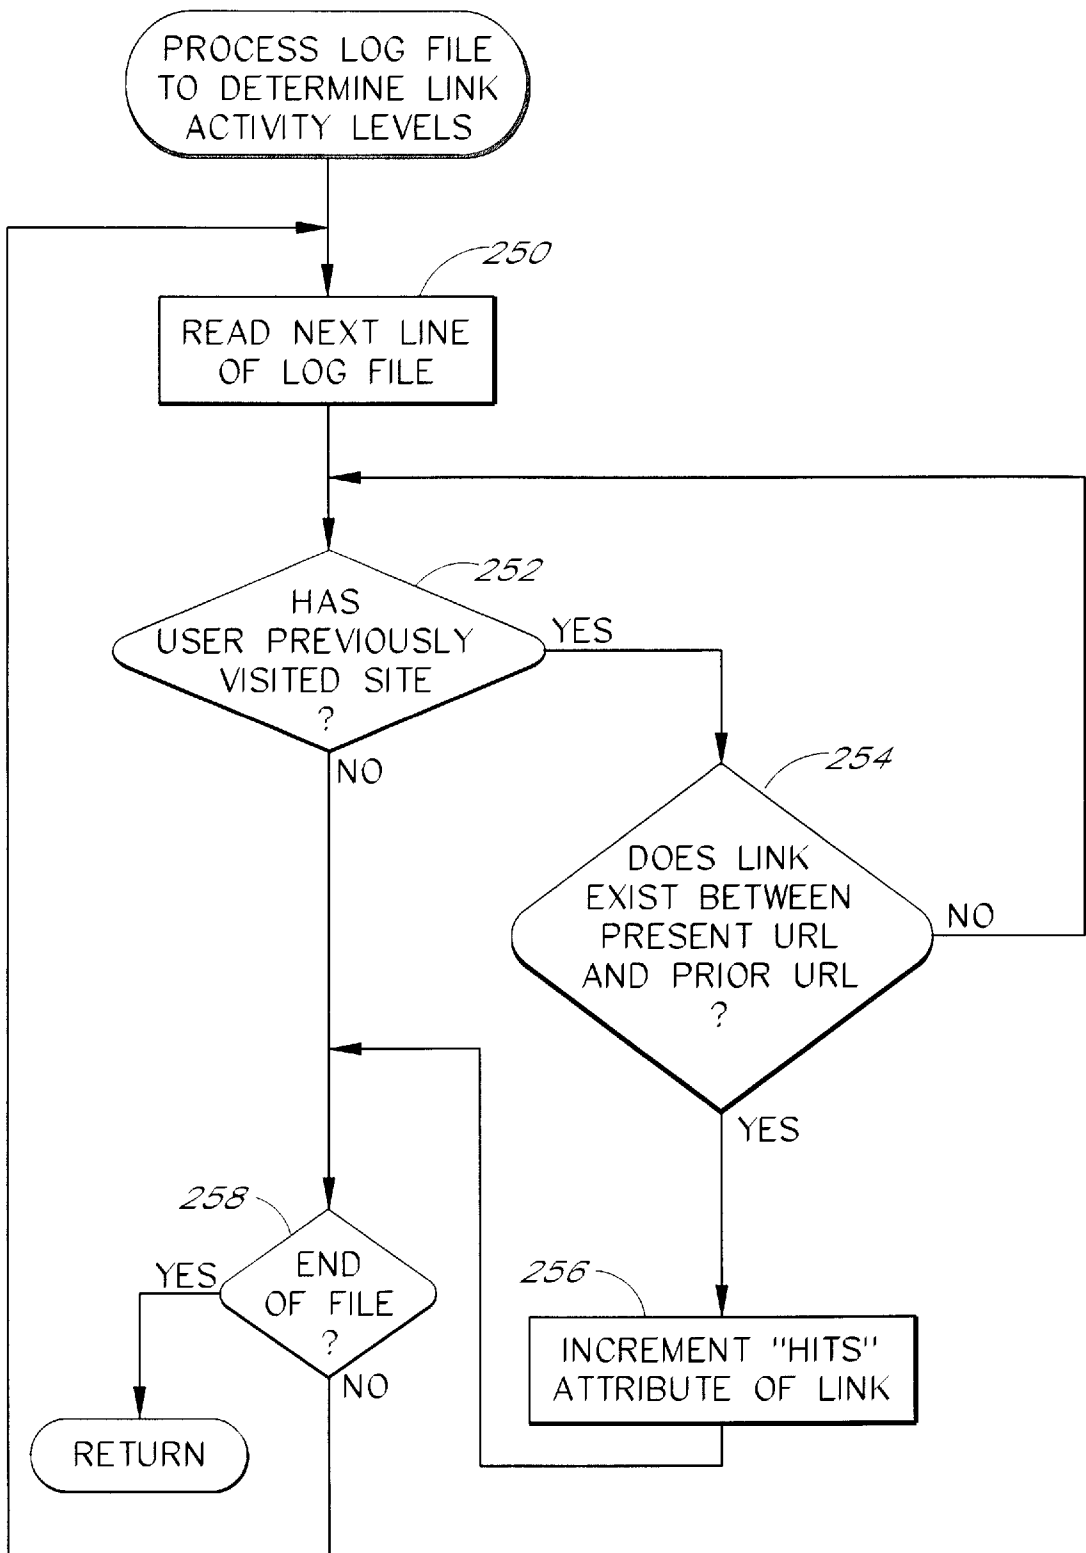 PROCESS LOG FILE
TO DETERMINE LINK
ACTIVITY LEVELS
250
READ NEXT LINE
OF LOG FILE
252
HAS
USER PREVIOUSLY
VISITED SITE
?
YES
NO
254
DOES LINK
EXIST BETWEEN
PRESENT URL
AND PRIOR URL
?
NO
YES
258
END
OF FILE
?
YES
NO
256
INCREMENT "HITS"
ATTRIBUTE OF LINK
RETURN